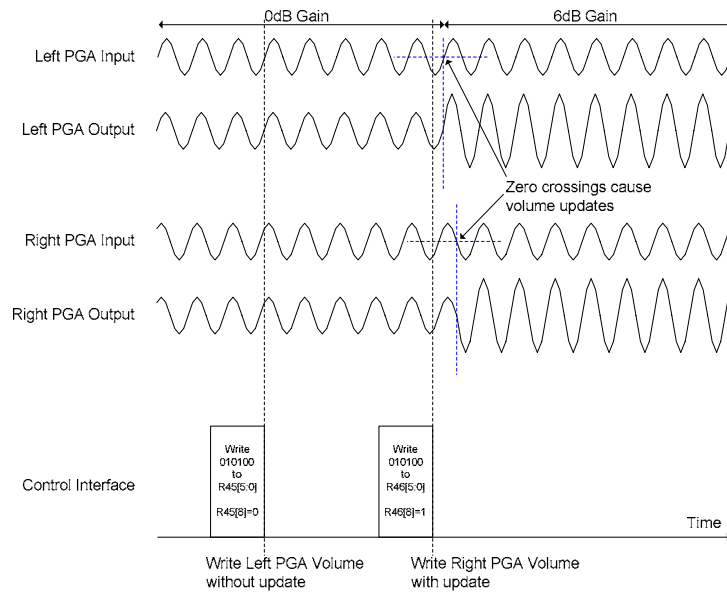 0dB Gain
6dB Gain
Left PGA Input
Left PGA Output
Zero crossings cause
volume updates
Right PGA Input
Right PGA Output
Write
010100
to
R45[5:0]
R45[8]=0
Write
010100
to
R46[5:0]
R46[8]=1
Control Interface
Time
Write Left PGA Volume
without update
Write Right PGA Volume
with update